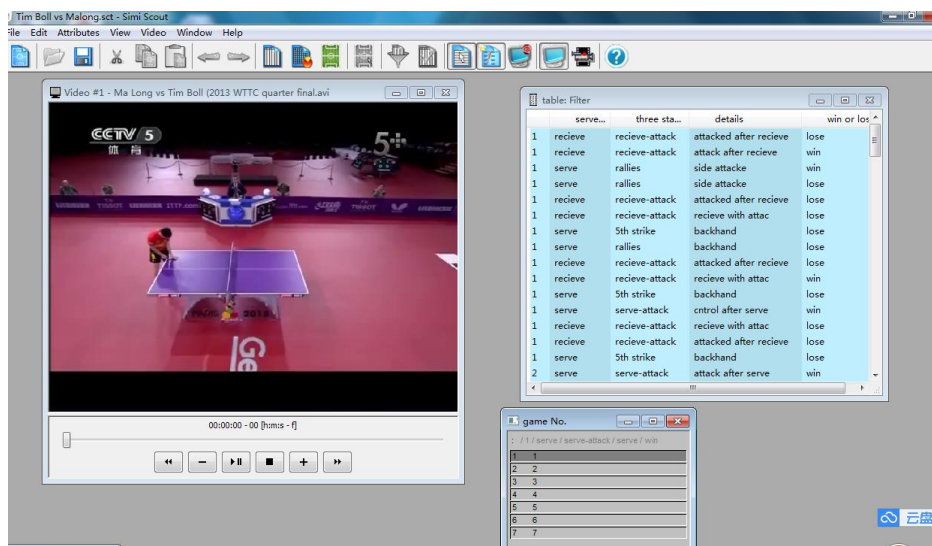 Tim Boll vs Malong.sct - Simi Scout
File Edit Attributes View Video Window Help
Video #1 - Ma Long vs Tim Boll (2013 WTTC quarter final.avi
CCTV 5
体育
5+
00:00:00 - 00 [h:m:s - f]
table: Filter
serve... three sta... details win or los
1 recieve recieve-attack attacked after recieve lose
1 recieve recieve-attack attack after recieve win
1 serve rallies side attacke win
1 serve rallies side attacke lose
1 recieve recieve-attack attacked after recieve lose
1 recieve recieve-attack recieve with attac lose
1 serve 5th strike backhand lose
1 serve rallies backhand lose
1 recieve recieve-attack attacked after recieve lose
1 recieve recieve-attack recieve with attac win
1 serve 5th strike backhand lose
1 serve serve-attack cntrol after serve win
1 recieve recieve-attack recieve with attac lose
1 recieve recieve-attack attacked after recieve lose
1 serve 5th strike backhand lose
2 serve serve-attack attack after serve win
game No.
: / 1 / serve / serve-attack / serve / win
1 1
2 2
3 3
4 4
5 5
6 6
7 7
云盘